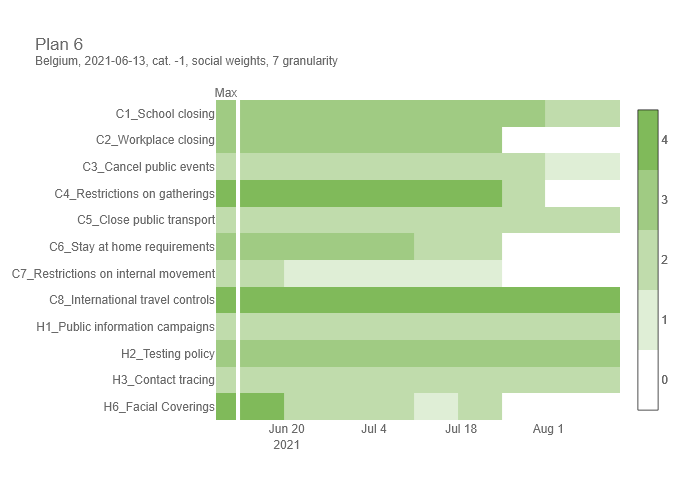 Plan 6
Belgium, 2021-06-13, cat. -1, social weights, 7 granularity
Max
C1_School closing
C2_Workplace closing
C3_Cancel public events
C4_Restrictions on gatherings
C5_Close public transport
C6_Stay at home requirements
C7_Restrictions on internal movement
C8_International travel controls
H1_Public information campaigns
H2_Testing policy
H3_Contact tracing
H6_Facial Coverings
Jun 20 Jul 4 Jul 18 Aug 1
2021
4
3
2
1
0